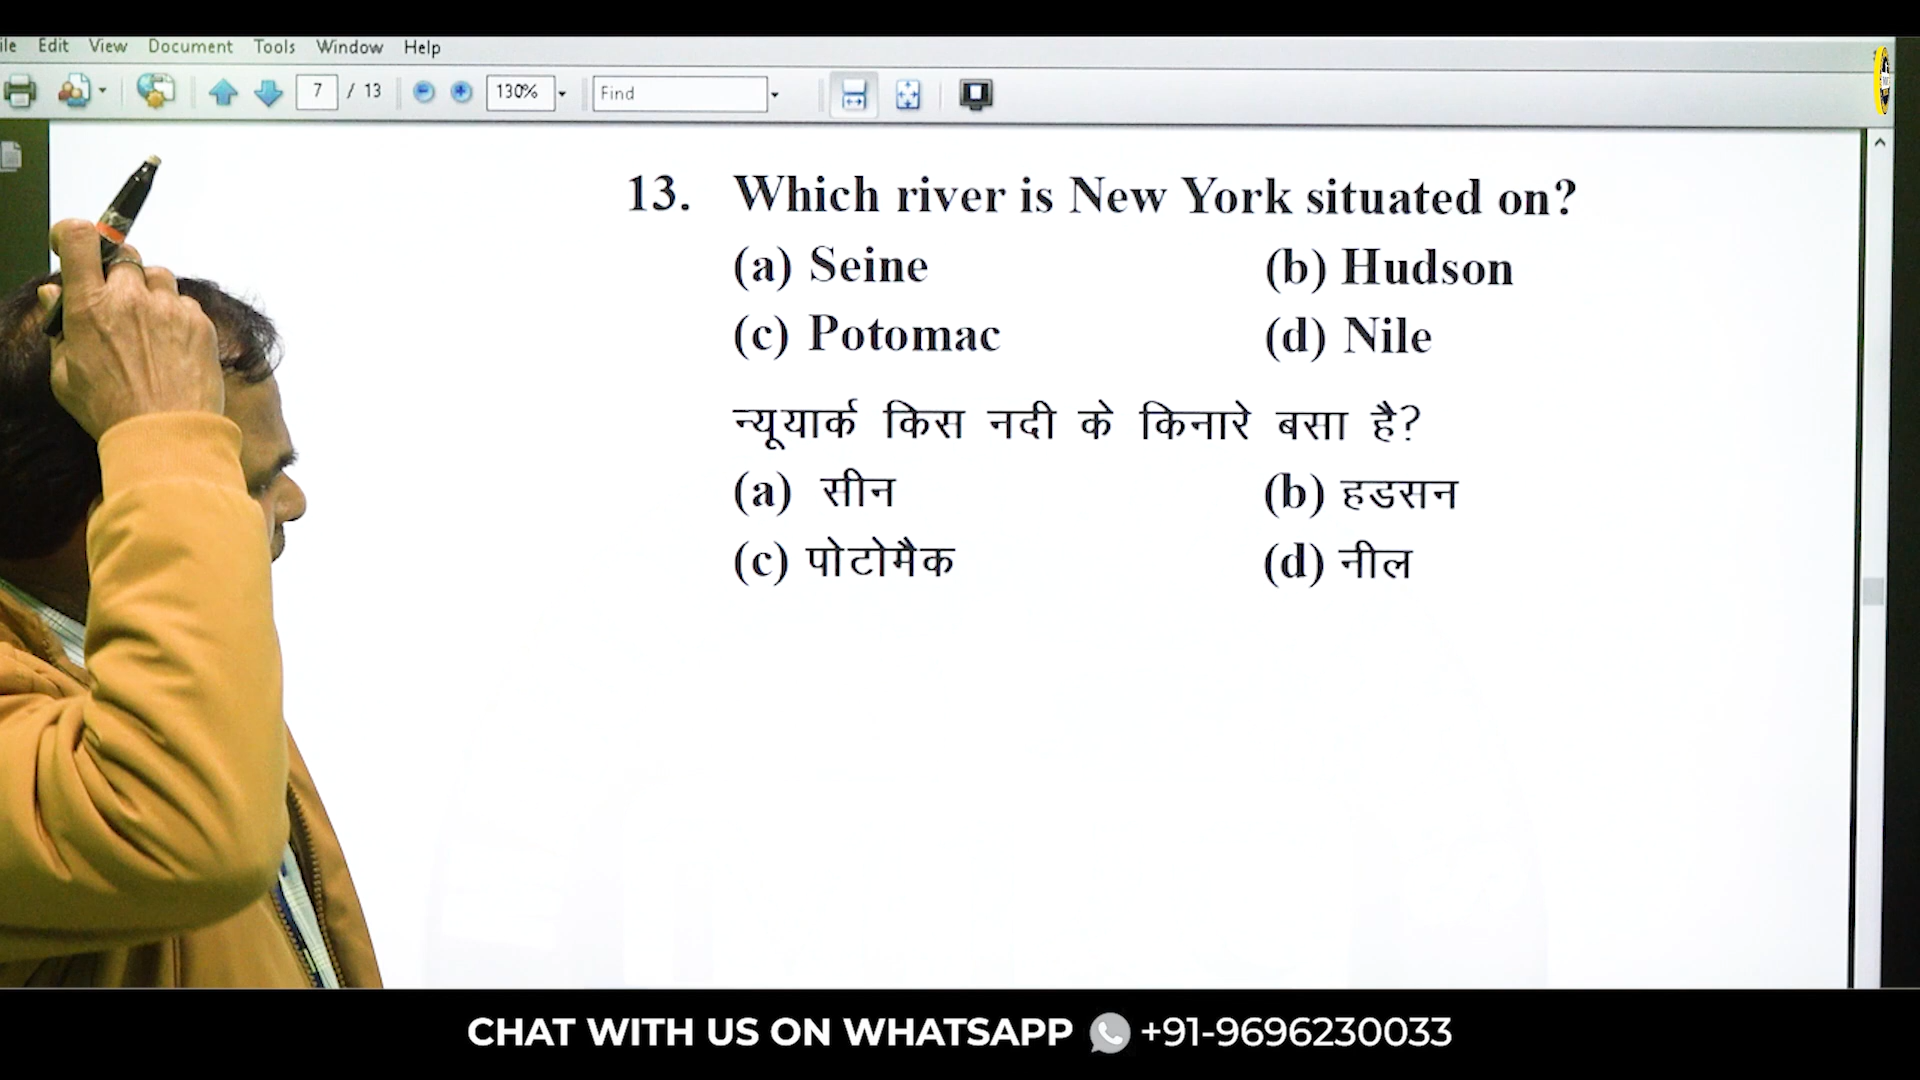 ile Edit View Document Tools Window Help
7 / 13 130% Find
13. Which river is New York situated on?
(a) Seine (b) Hudson
(c) Potomac (d) Nile
न्यूयार्क किस नदी के किनारे बसा है?
(a) सीन (b) हडसन
(c) पोटोमैक (d) नील
CHAT WITH US ON WHATSAPP +91-9696230033